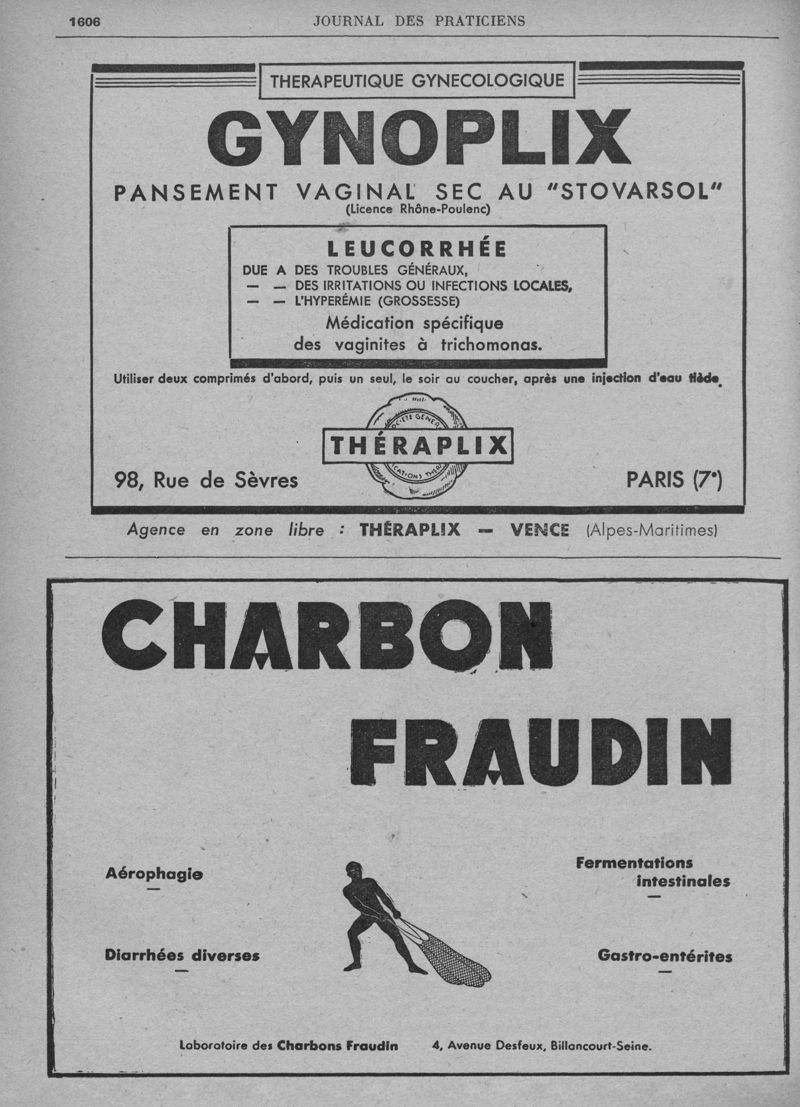 1606
JOURNAL DES PRATICIENS
THERAPEUTIQUE GYNECOLOGIQUE
GYNOPLIX
PANSEMENT VAGINAL SEC AU "STOVARSOL"
(Licence Rhône-Poulenc)
LEUCORRHÉE
DUE A DES TROUBLES GÉNÉRAUX,
— — DES IRRITATIONS OU INFECTIONS LOCALES,
— — L'HYPERÉMIE (GROSSESSE)
Médication spécifique
des vaginites à trichomonas.
Utiliser deux comprimés d'abord, puis un seul, le soir au coucher, après une injection d'eau tiède.
THÉRAPLIX
98, Rue de Sèvres
PARIS (7e)
Agence en zone libre : THÉRAPLIX — VENCE (Alpes-Maritimes)
CHARBON
FRAUDIN
Aérophagie
Fermentations
intestinales
Diarrhées diverses
Gastro-entérites
Laboratoire des Charbons Fraudin 4, Avenue Desfeux, Billancourt-Seine.